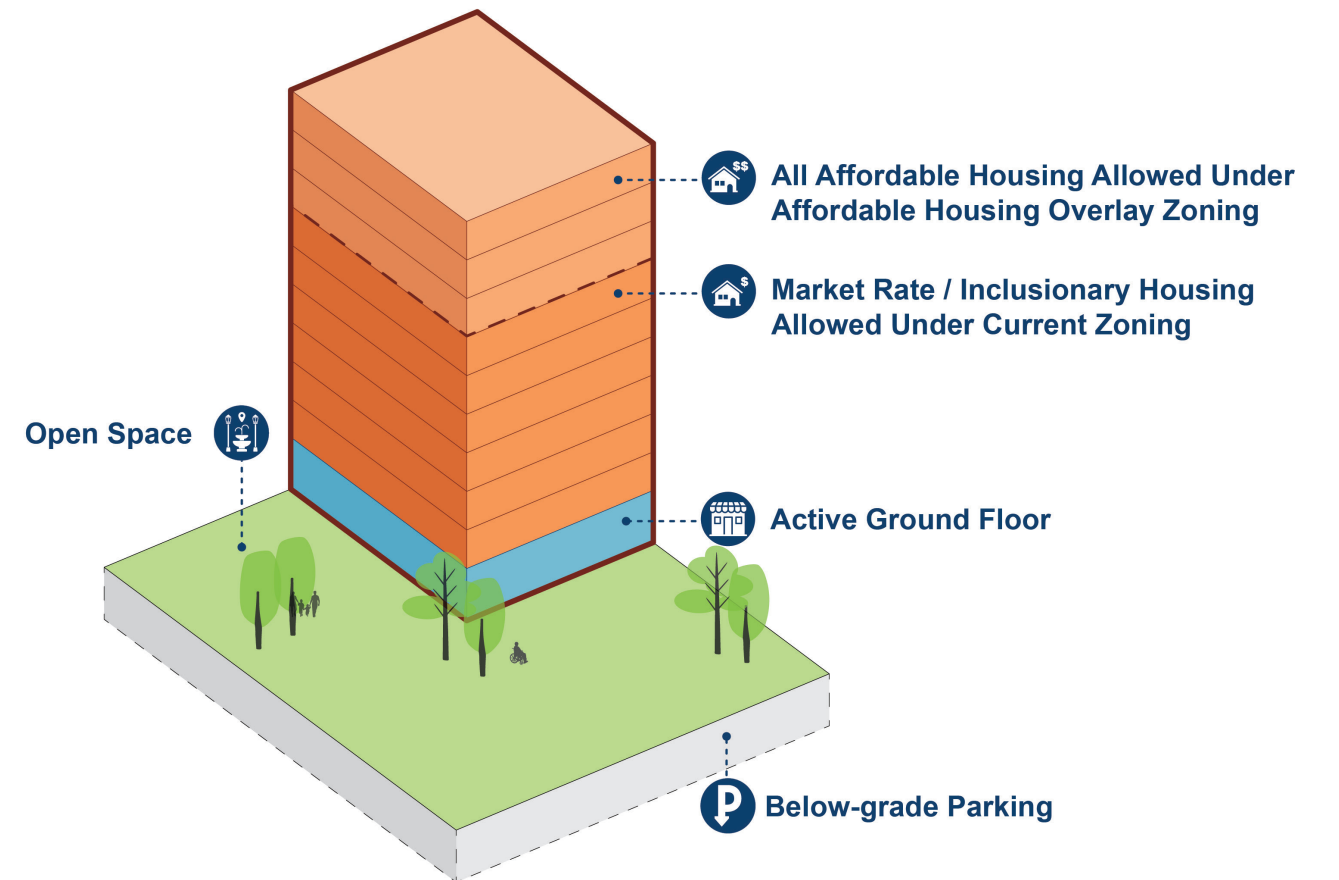 $$
All Affordable Housing Allowed Under
Affordable Housing Overlay Zoning
$
Market Rate / Inclusionary Housing
Allowed Under Current Zoning
Open Space
Active Ground Floor
P
Below-grade Parking